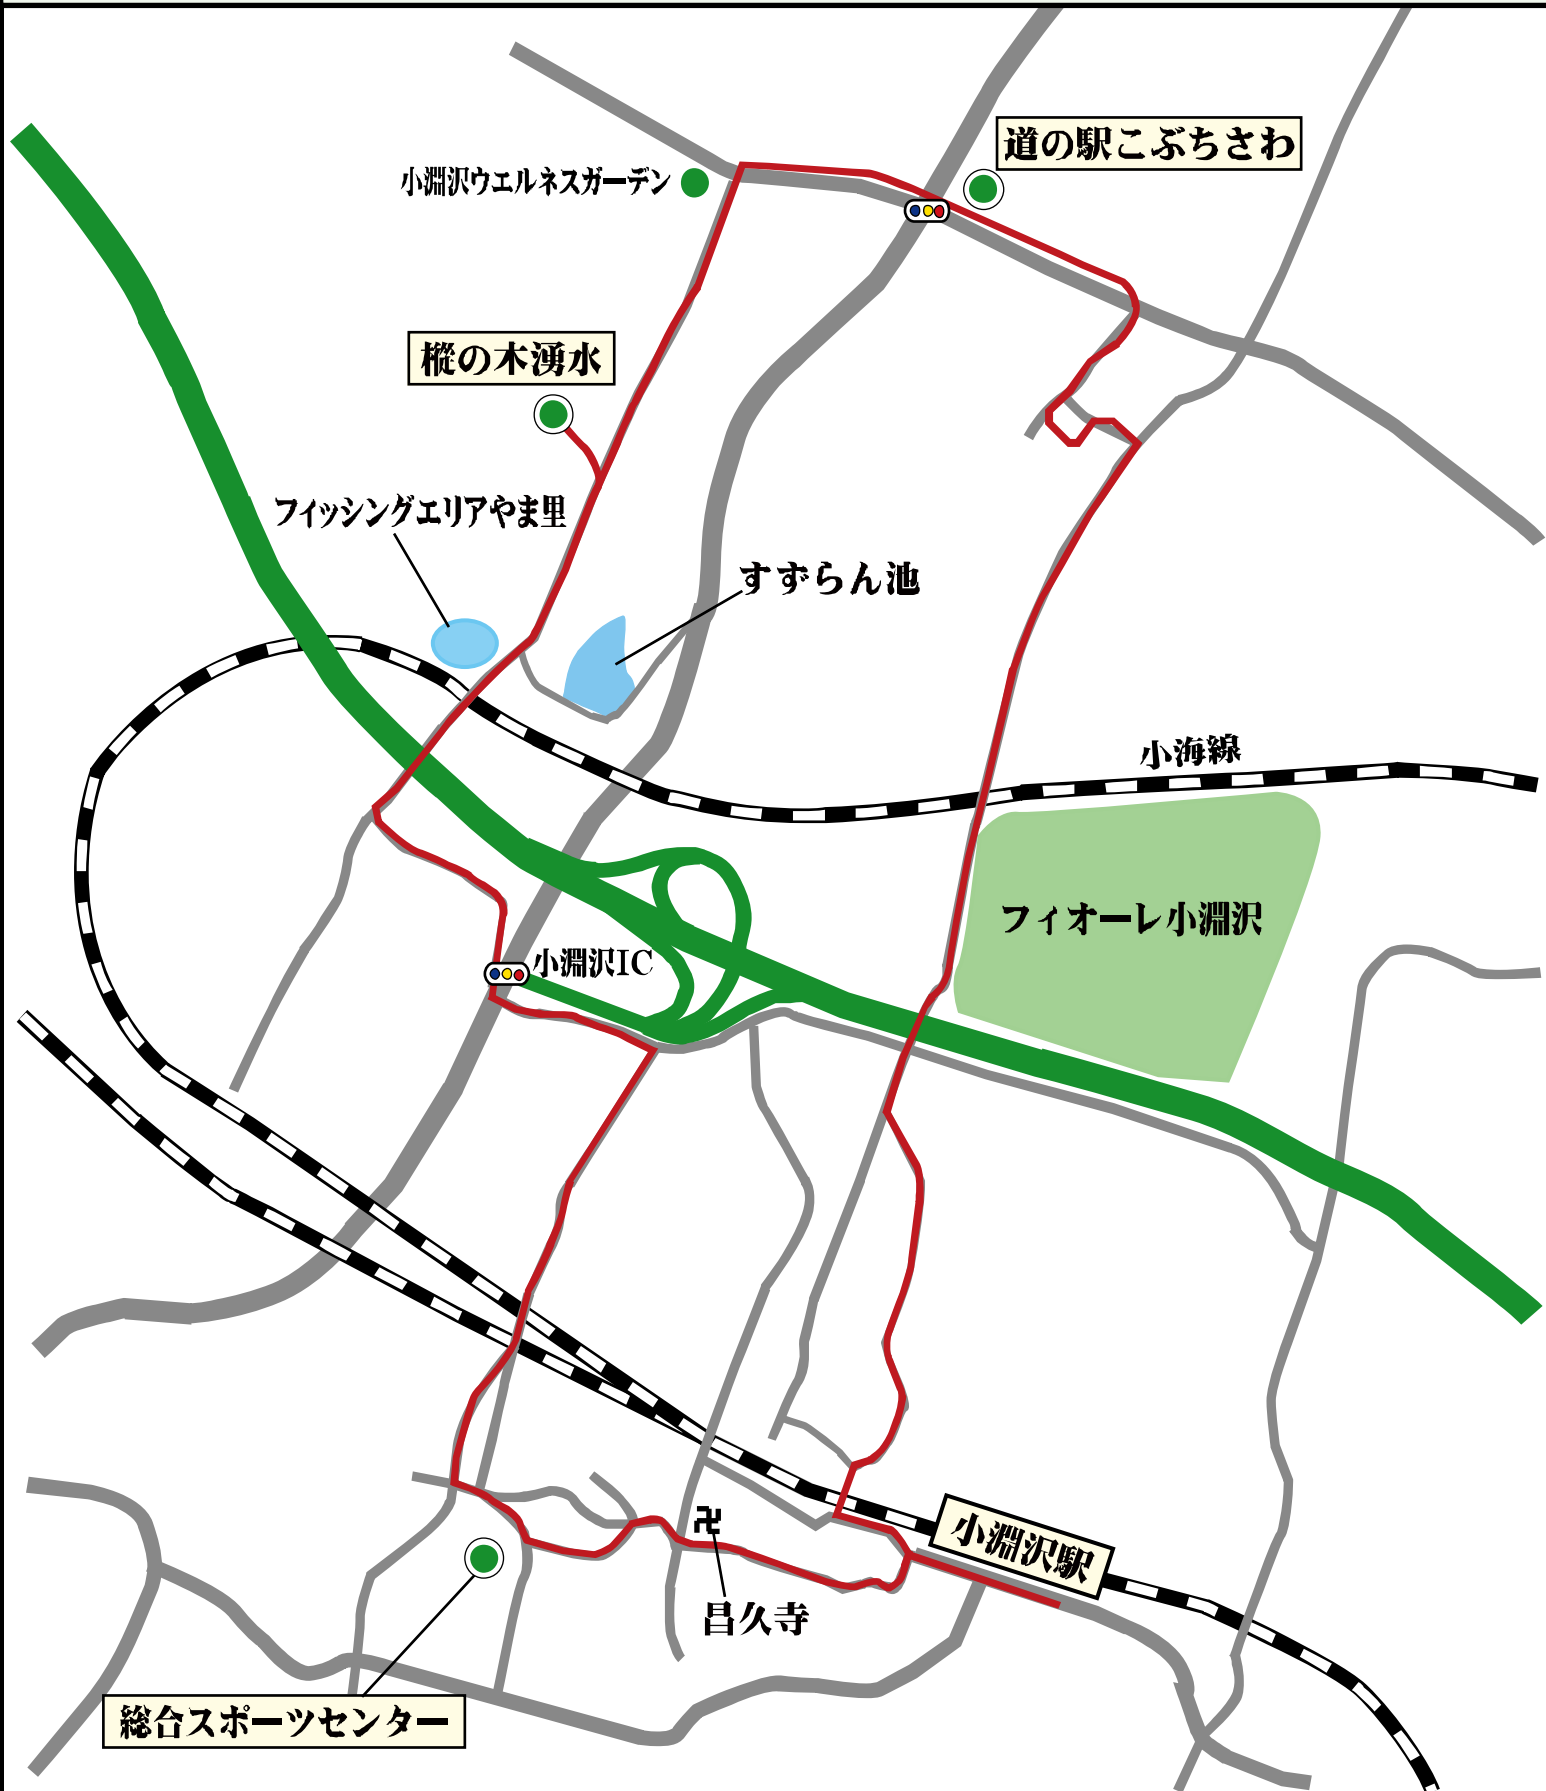 道の駅こぶちさわ
小淵沢ウエルネスガーデン
樅の木湧水
フィッシングエリアやま里
すずらん池
小海線
フィオーレ小淵沢
小淵沢IC
小淵沢駅
卍
昌久寺
総合スポーツセンター